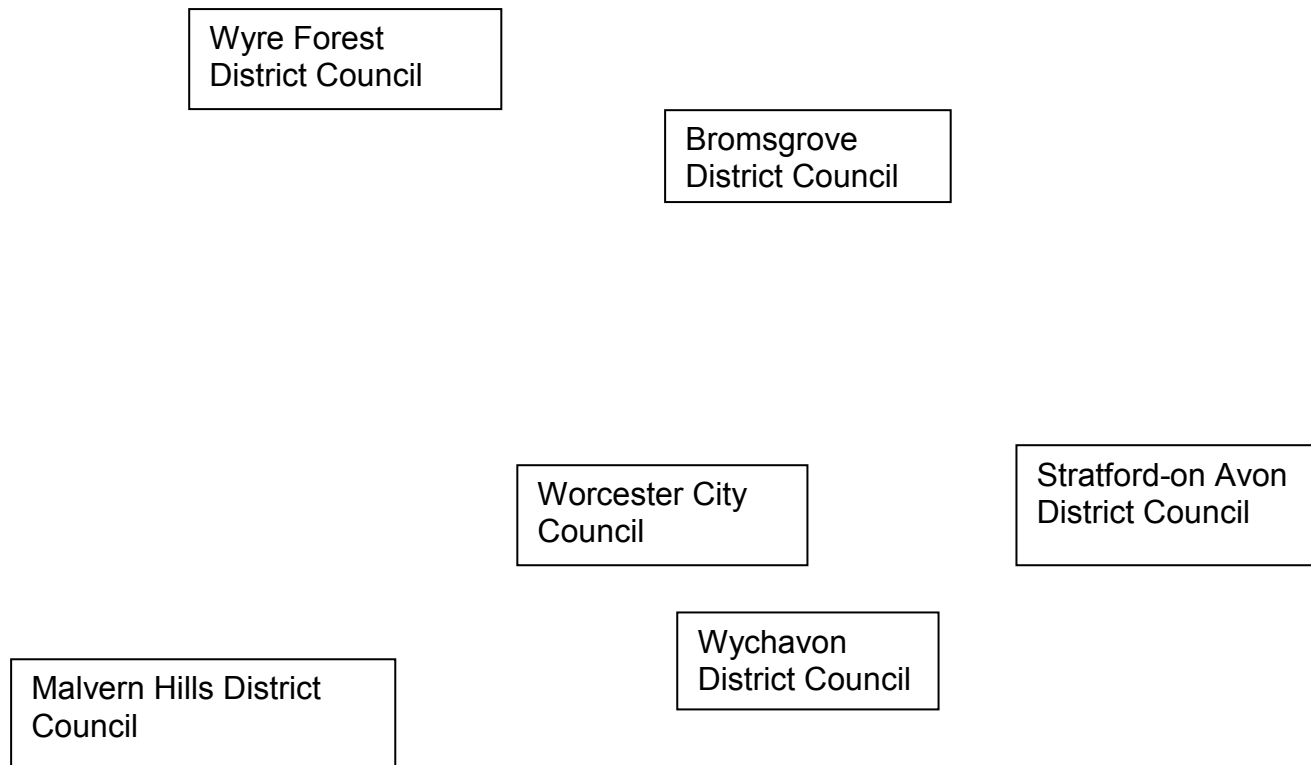 Wyre Forest
District Council
Bromsgrove
District Council
Worcester City
Council
Stratford-on Avon
District Council
Wychavon
District Council
Malvern Hills District
Council